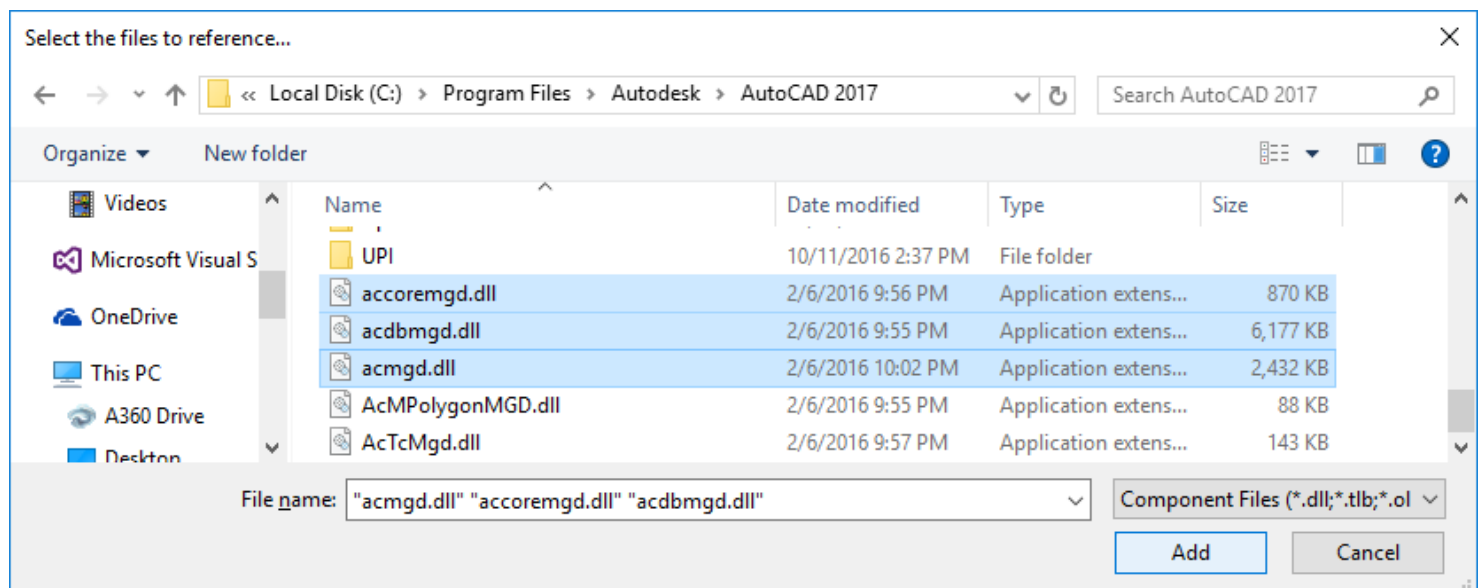 Select the files to reference...
« Local Disk (C:) > Program Files > Autodesk > AutoCAD 2017 Search AutoCAD 2017
Organize New folder
Videos Name Date modified Type Size
Microsoft Visual S UPI 10/11/2016 2:37 PM File folder
accoremgd.dll 2/6/2016 9:56 PM Application extens... 870 KB
OneDrive acdbmgd.dll 2/6/2016 9:55 PM Application extens... 6,177 KB
This PC acmgd.dll 2/6/2016 10:02 PM Application extens... 2,432 KB
A360 Drive AcMPolygonMGD.dll 2/6/2016 9:55 PM Application extens... 88 KB
Desktop AcTcMgd.dll 2/6/2016 9:57 PM Application extens... 143 KB
File name: "acmgd.dll" "accoremgd.dll" "acdbmgd.dll" Component Files (*.dll;*.tlb;*.ol
Add Cancel